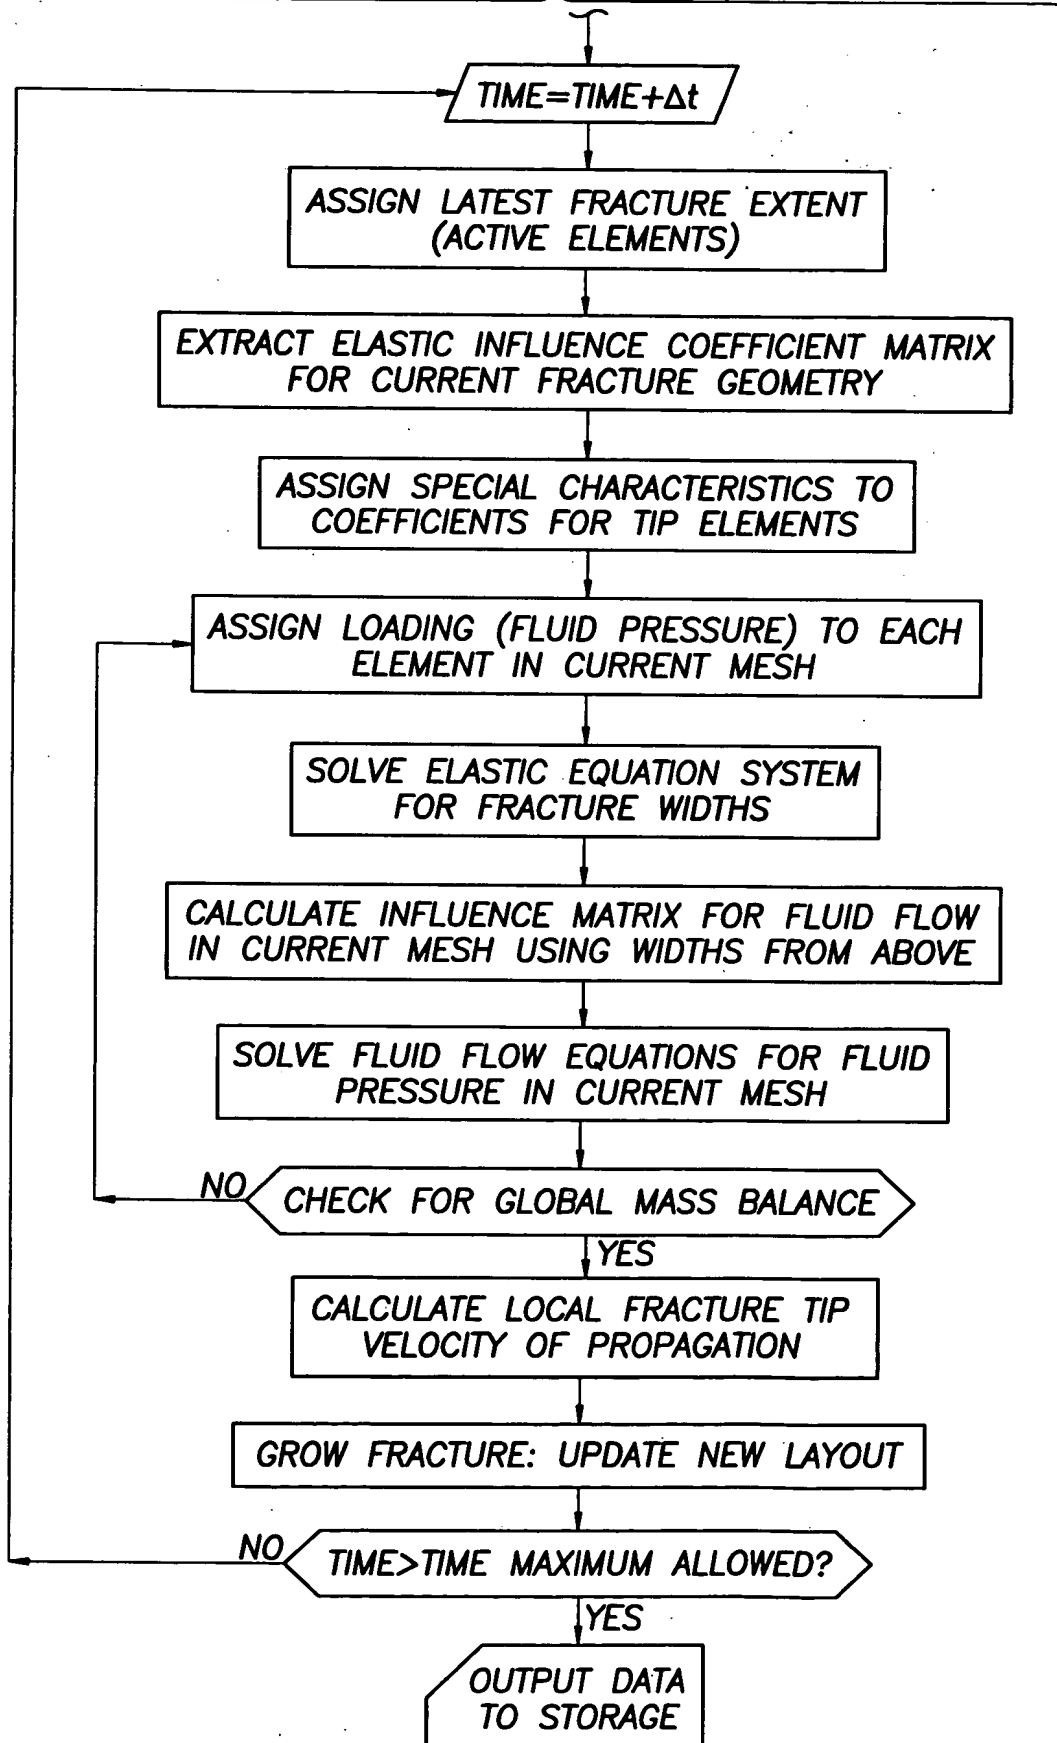 TIME=TIME+Δt
ASSIGN LATEST FRACTURE EXTENT
(ACTIVE ELEMENTS)
EXTRACT ELASTIC INFLUENCE COEFFICIENT MATRIX
FOR CURRENT FRACTURE GEOMETRY
ASSIGN SPECIAL CHARACTERISTICS TO
COEFFICIENTS FOR TIP ELEMENTS
ASSIGN LOADING (FLUID PRESSURE) TO EACH
ELEMENT IN CURRENT MESH
SOLVE ELASTIC EQUATION SYSTEM
FOR FRACTURE WIDTHS
CALCULATE INFLUENCE MATRIX FOR FLUID FLOW
IN CURRENT MESH USING WIDTHS FROM ABOVE
SOLVE FLUID FLOW EQUATIONS FOR FLUID
PRESSURE IN CURRENT MESH
NO
CHECK FOR GLOBAL MASS BALANCE
YES
CALCULATE LOCAL FRACTURE TIP
VELOCITY OF PROPAGATION
GROW FRACTURE: UPDATE NEW LAYOUT
NO
TIME>TIME MAXIMUM ALLOWED?
YES
OUTPUT DATA
TO STORAGE